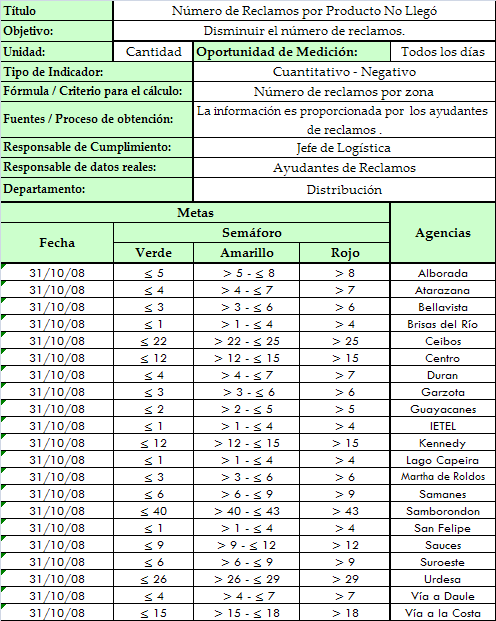 Título Número de Reclamos por Producto No Llegó
Objetivo: Disminuir el número de reclamos.
Unidad: Cantidad Oportunidad de Medición: Todos los días
Tipo de Indicador: Cuantitativo - Negativo
Fórmula / Criterio para el cálculo: Número de reclamos por zona
Fuentes / Proceso de obtención: La información es proporcionada por los ayudantes
de reclamos .
Responsable de Cumplimiento: Jefe de Logística
Responsable de datos reales: Ayudantes de Reclamos
Departamento: Distribución
Metas
Fecha Semáforo Agencias
Verde Amarillo Rojo
31/10/08 ≤ 5 > 5 - ≤ 8 > 8 Alborada
31/10/08 ≤ 4 > 4 - ≤ 7 > 7 Atarazana
31/10/08 ≤ 3 > 3 - ≤ 6 > 6 Bellavista
31/10/08 ≤ 1 > 1 - ≤ 4 > 4 Brisas del Río
31/10/08 ≤ 22 > 22 - ≤ 25 > 25 Ceibos
31/10/08 ≤ 12 > 12 - ≤ 15 > 15 Centro
31/10/08 ≤ 4 > 4 - ≤ 7 > 7 Duran
31/10/08 ≤ 3 > 3 - ≤ 6 > 6 Garzota
31/10/08 ≤ 2 > 2 - ≤ 5 > 5 Guayacanes
31/10/08 ≤ 1 > 1 - ≤ 4 > 4 IETEL
31/10/08 ≤ 12 > 12 - ≤ 15 > 15 Kennedy
31/10/08 ≤ 1 > 1 - ≤ 4 > 4 Lago Capeira
31/10/08 ≤ 3 > 3 - ≤ 6 > 6 Martha de Roldos
31/10/08 ≤ 6 > 6 - ≤ 9 > 9 Samanes
31/10/08 ≤ 40 > 40 - ≤ 43 > 43 Samborondon
31/10/08 ≤ 1 > 1 - ≤ 4 > 4 San Felipe
31/10/08 ≤ 9 > 9 - ≤ 12 > 12 Sauces
31/10/08 ≤ 6 > 6 - ≤ 9 > 9 Suroeste
31/10/08 ≤ 26 > 26 - ≤ 29 > 29 Urdesa
31/10/08 ≤ 4 > 4 - ≤ 7 > 7 Vía a Daule
31/10/08 ≤ 15 > 15 - ≤ 18 > 18 Vía a la Costa